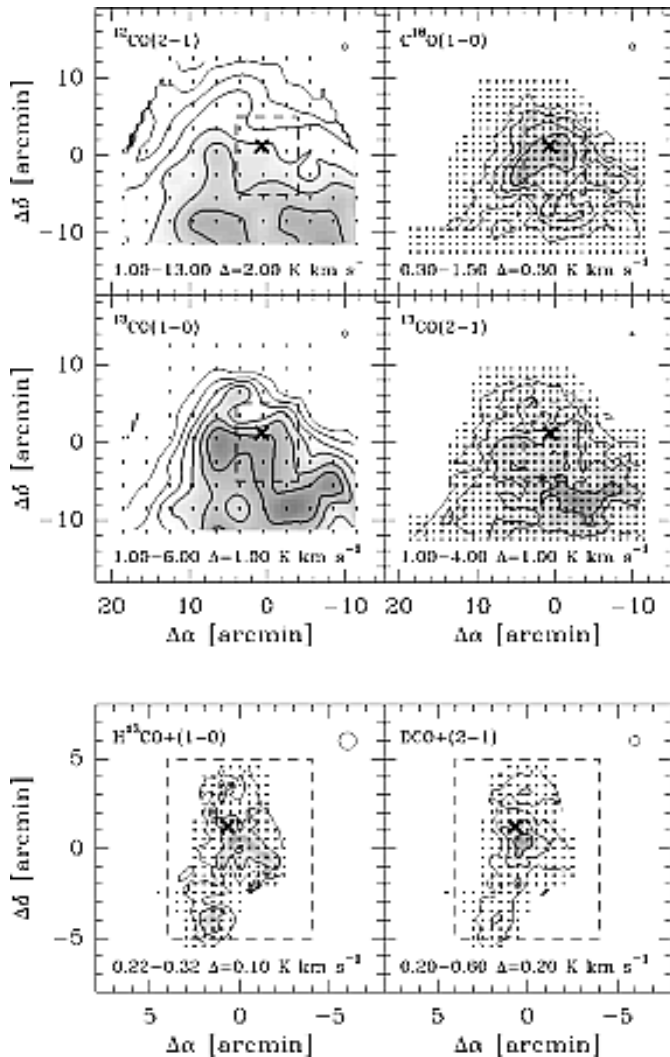 ¹²CO(2−1) C¹⁸O(1−0)
10
0
−10
Δδ [arcmin]
1.00−13.00 Δ=2.00 K km s⁻ 0.30−1.50 Δ=0.30 K km s⁻¹
¹³CO(1−0) ¹³CO(2−1)
10
0
−10
Δδ [arcmin]
1.00−6.00 Δ=1.00 K km s⁻¹ 1.00−4.00 Δ=1.00 K km s⁻¹
20 10 0 −10 20 10 0 −10
Δα [arcmin] Δα [arcmin]
H¹³CO+(1−0) DCO+(2−1)
5
0
−5
Δδ [arcmin]
0.22−0.32 Δ=0.10 K km s⁻¹ 0.20−0.60 Δ=0.20 K km s⁻¹
5 0 −5 5 0 −5
Δα [arcmin] Δα [arcmin]